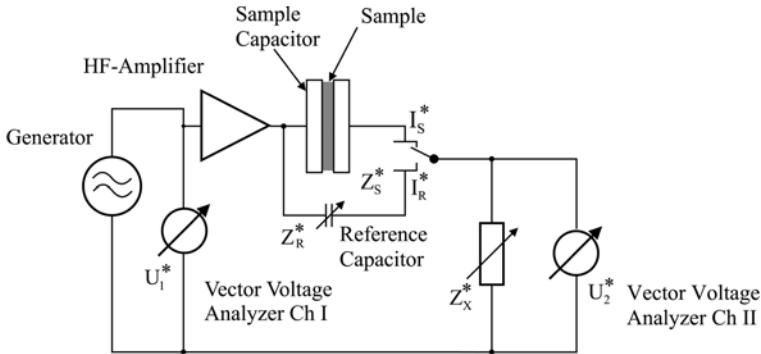 Sample
Capacitor
Sample
HF-Amplifier
Generator
I*S
Z*S
I*R
Z*R
Reference
Capacitor
U*1
Vector Voltage
Analyzer Ch I
Z*X
U*2
Vector Voltage
Analyzer Ch II